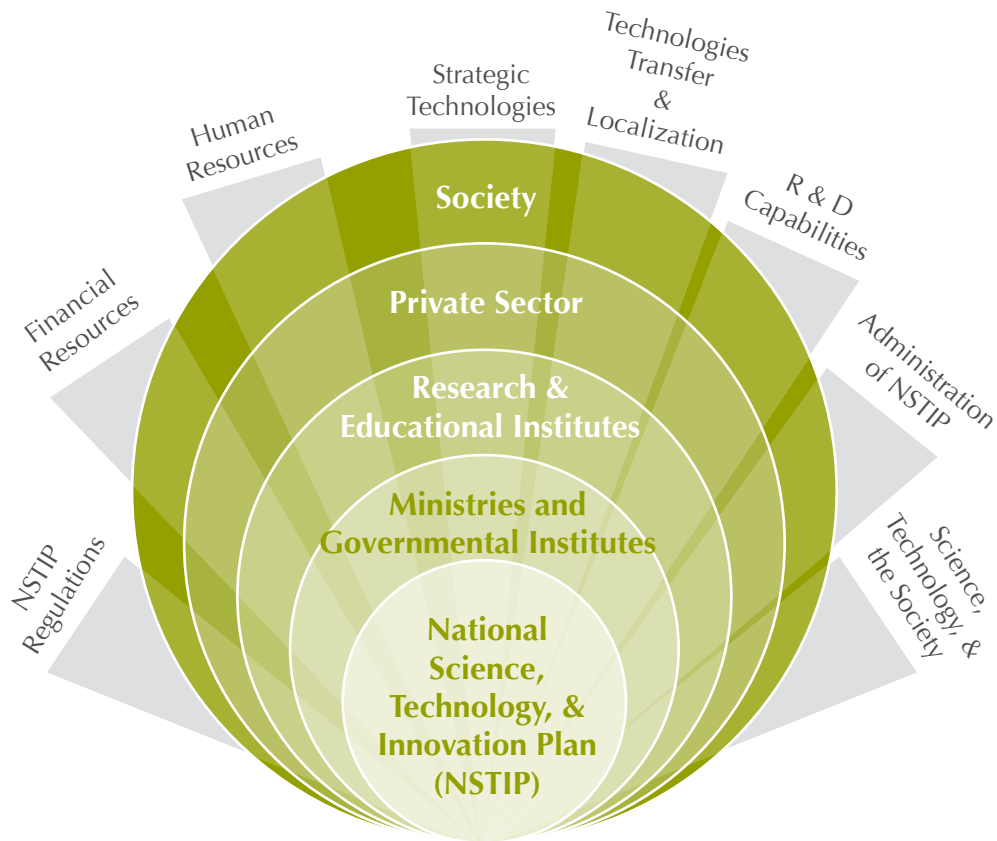 NSTIP
Regulations
Financial
Resources
Human
Resources
Strategic
Technologies
Technologies
Transfer
&
Localization
R & D
Capabilities
Administration
of NSTIP
Science,
Technology, &
the Society
Society
Private Sector
Research &
Educational Institutes
Ministries and
Governmental Institutes
National
Science,
Technology, &
Innovation Plan
(NSTIP)